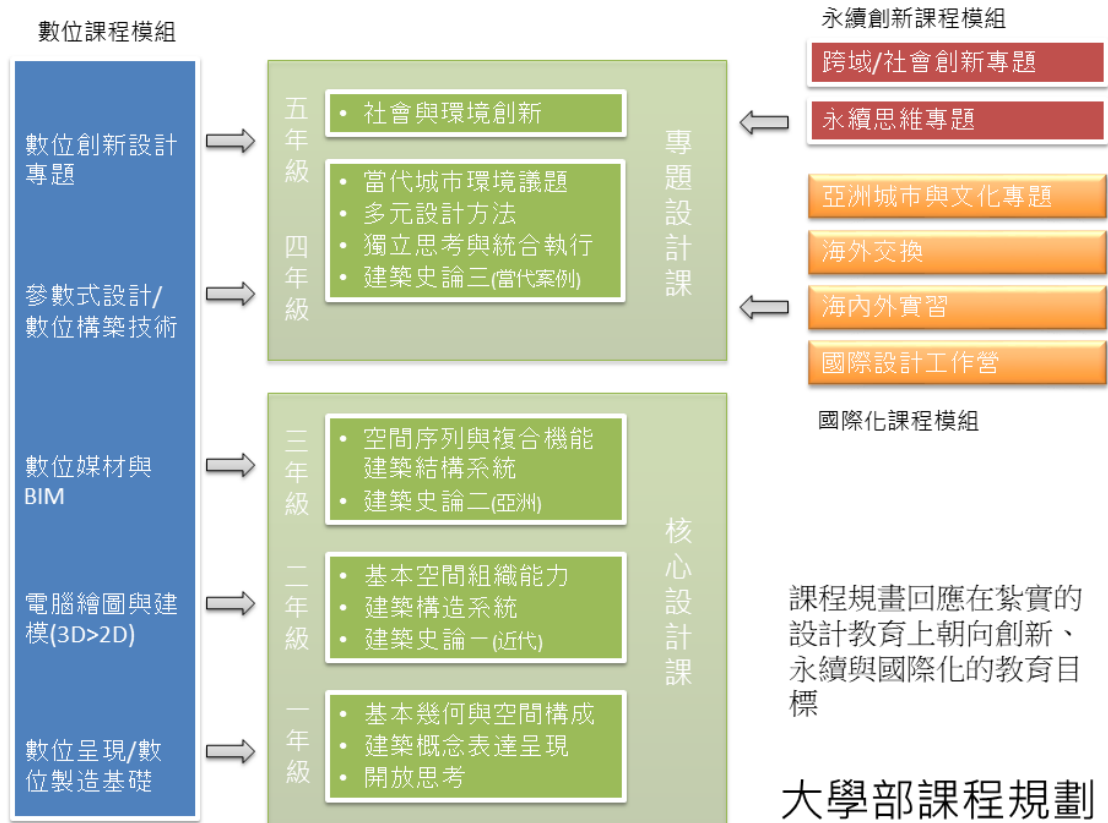 數位課程模組
數位創新設計
專題
參數式設計/
數位構築技術
數位媒材與
BIM
電腦繪圖與建
模(3D>2D)
數位呈現/數
位製造基礎
五年級
• 社會與環境創新
四年級
• 當代城市環境議題
• 多元設計方法
• 獨立思考與統合執行
• 建築史論三(當代案例)
專題設計課
三年級
• 空間序列與複合機能
建築結構系統
• 建築史論二(亞洲)
二年級
• 基本空間組織能力
• 建築構造系統
• 建築史論一(近代)
一年級
• 基本幾何與空間構成
• 建築概念表達呈現
• 開放思考
核心設計課
永續創新課程模組
跨域/社會創新專題
永續思維專題
亞洲城市與文化專題
海外交換
海內外實習
國際設計工作營
國際化課程模組
課程規畫回應在紮實的
設計教育上朝向創新、
永續與國際化的教育目
標
大學部課程規劃